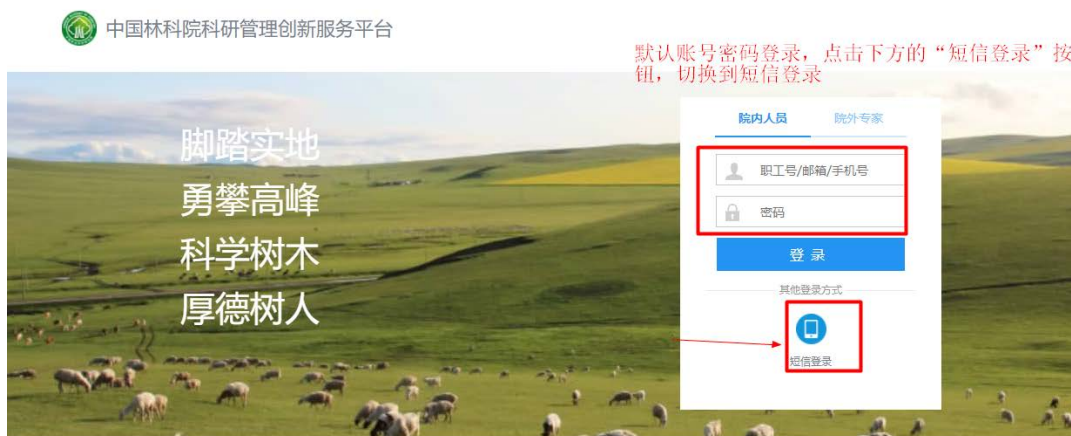 中国林科院科研管理创新服务平台
默认账号密码登录，点击下方的“短信登录”按
钮，切换到短信登录
脚踏实地
勇攀高峰
科学树木
厚德树人
院内人员 院外专家
职工号/邮箱/手机号
密码
登 录
其他登录方式
短信登录